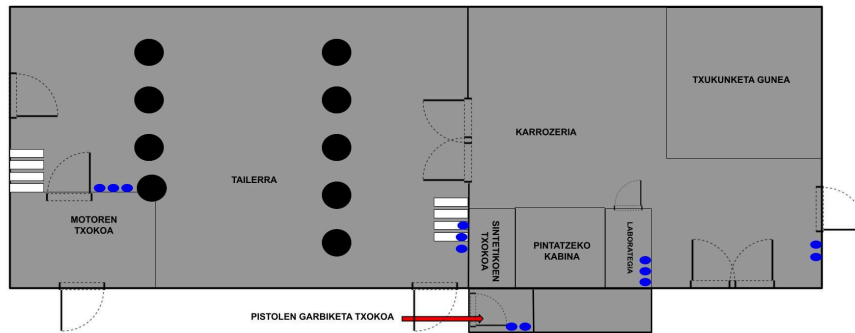 TXUKUNKETA GUNEA
KARROZERIA
TAILERRA
MOTOREN
TXOKOA
SINTETIKOEN
TXOKOA
PINTATZEKO
KABINA
LABORATEGIA
PISTOLEN GARBIKETA TXOKOA